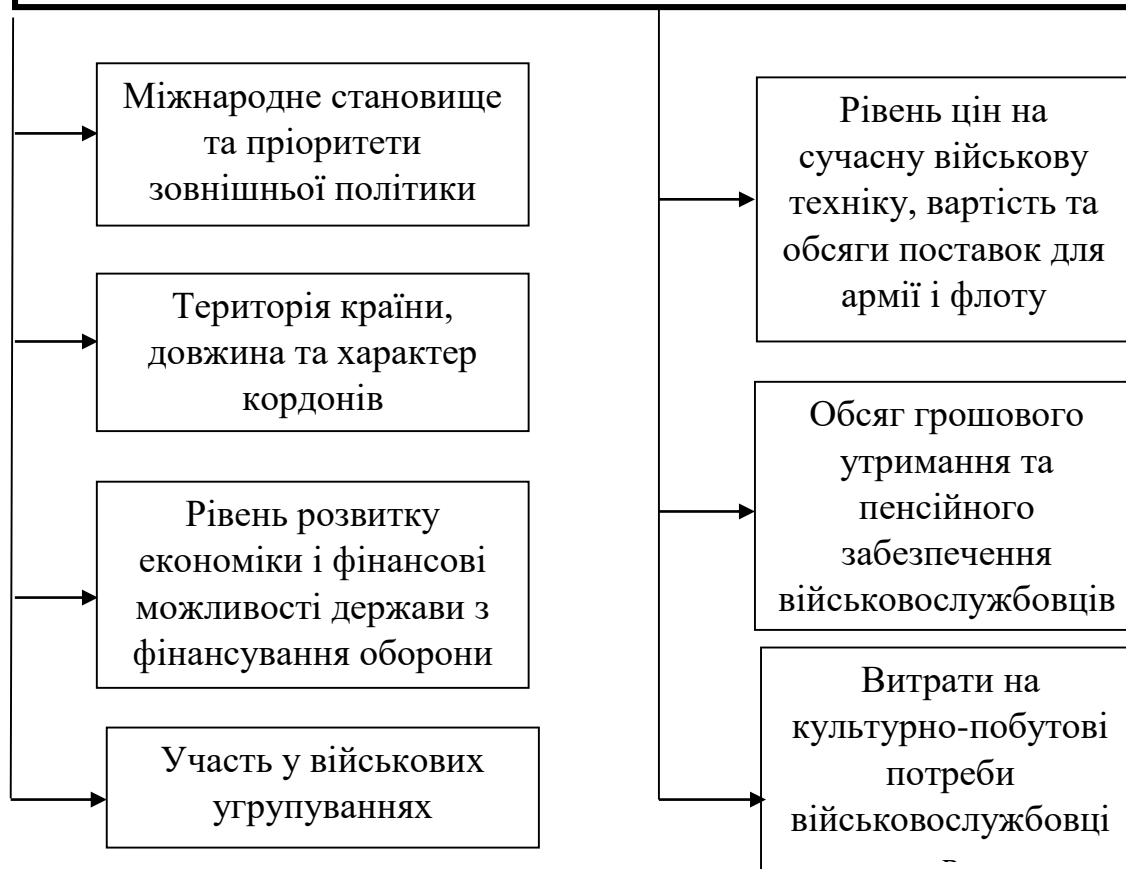 Міжнародне становище
та пріоритети
зовнішньої політики
Територія країни,
довжина та характер
кордонів
Рівень розвитку
економіки і фінансові
можливості держави з
фінансування оборони
Участь у військових
угрупуваннях
Рівень цін на
сучасну військову
техніку, вартість та
обсяги поставок для
армії і флоту
Обсяг грошового
утримання та
пенсійного
забезпечення
військовослужбовців
Витрати на
культурно-побутові
потреби
військовослужбовці